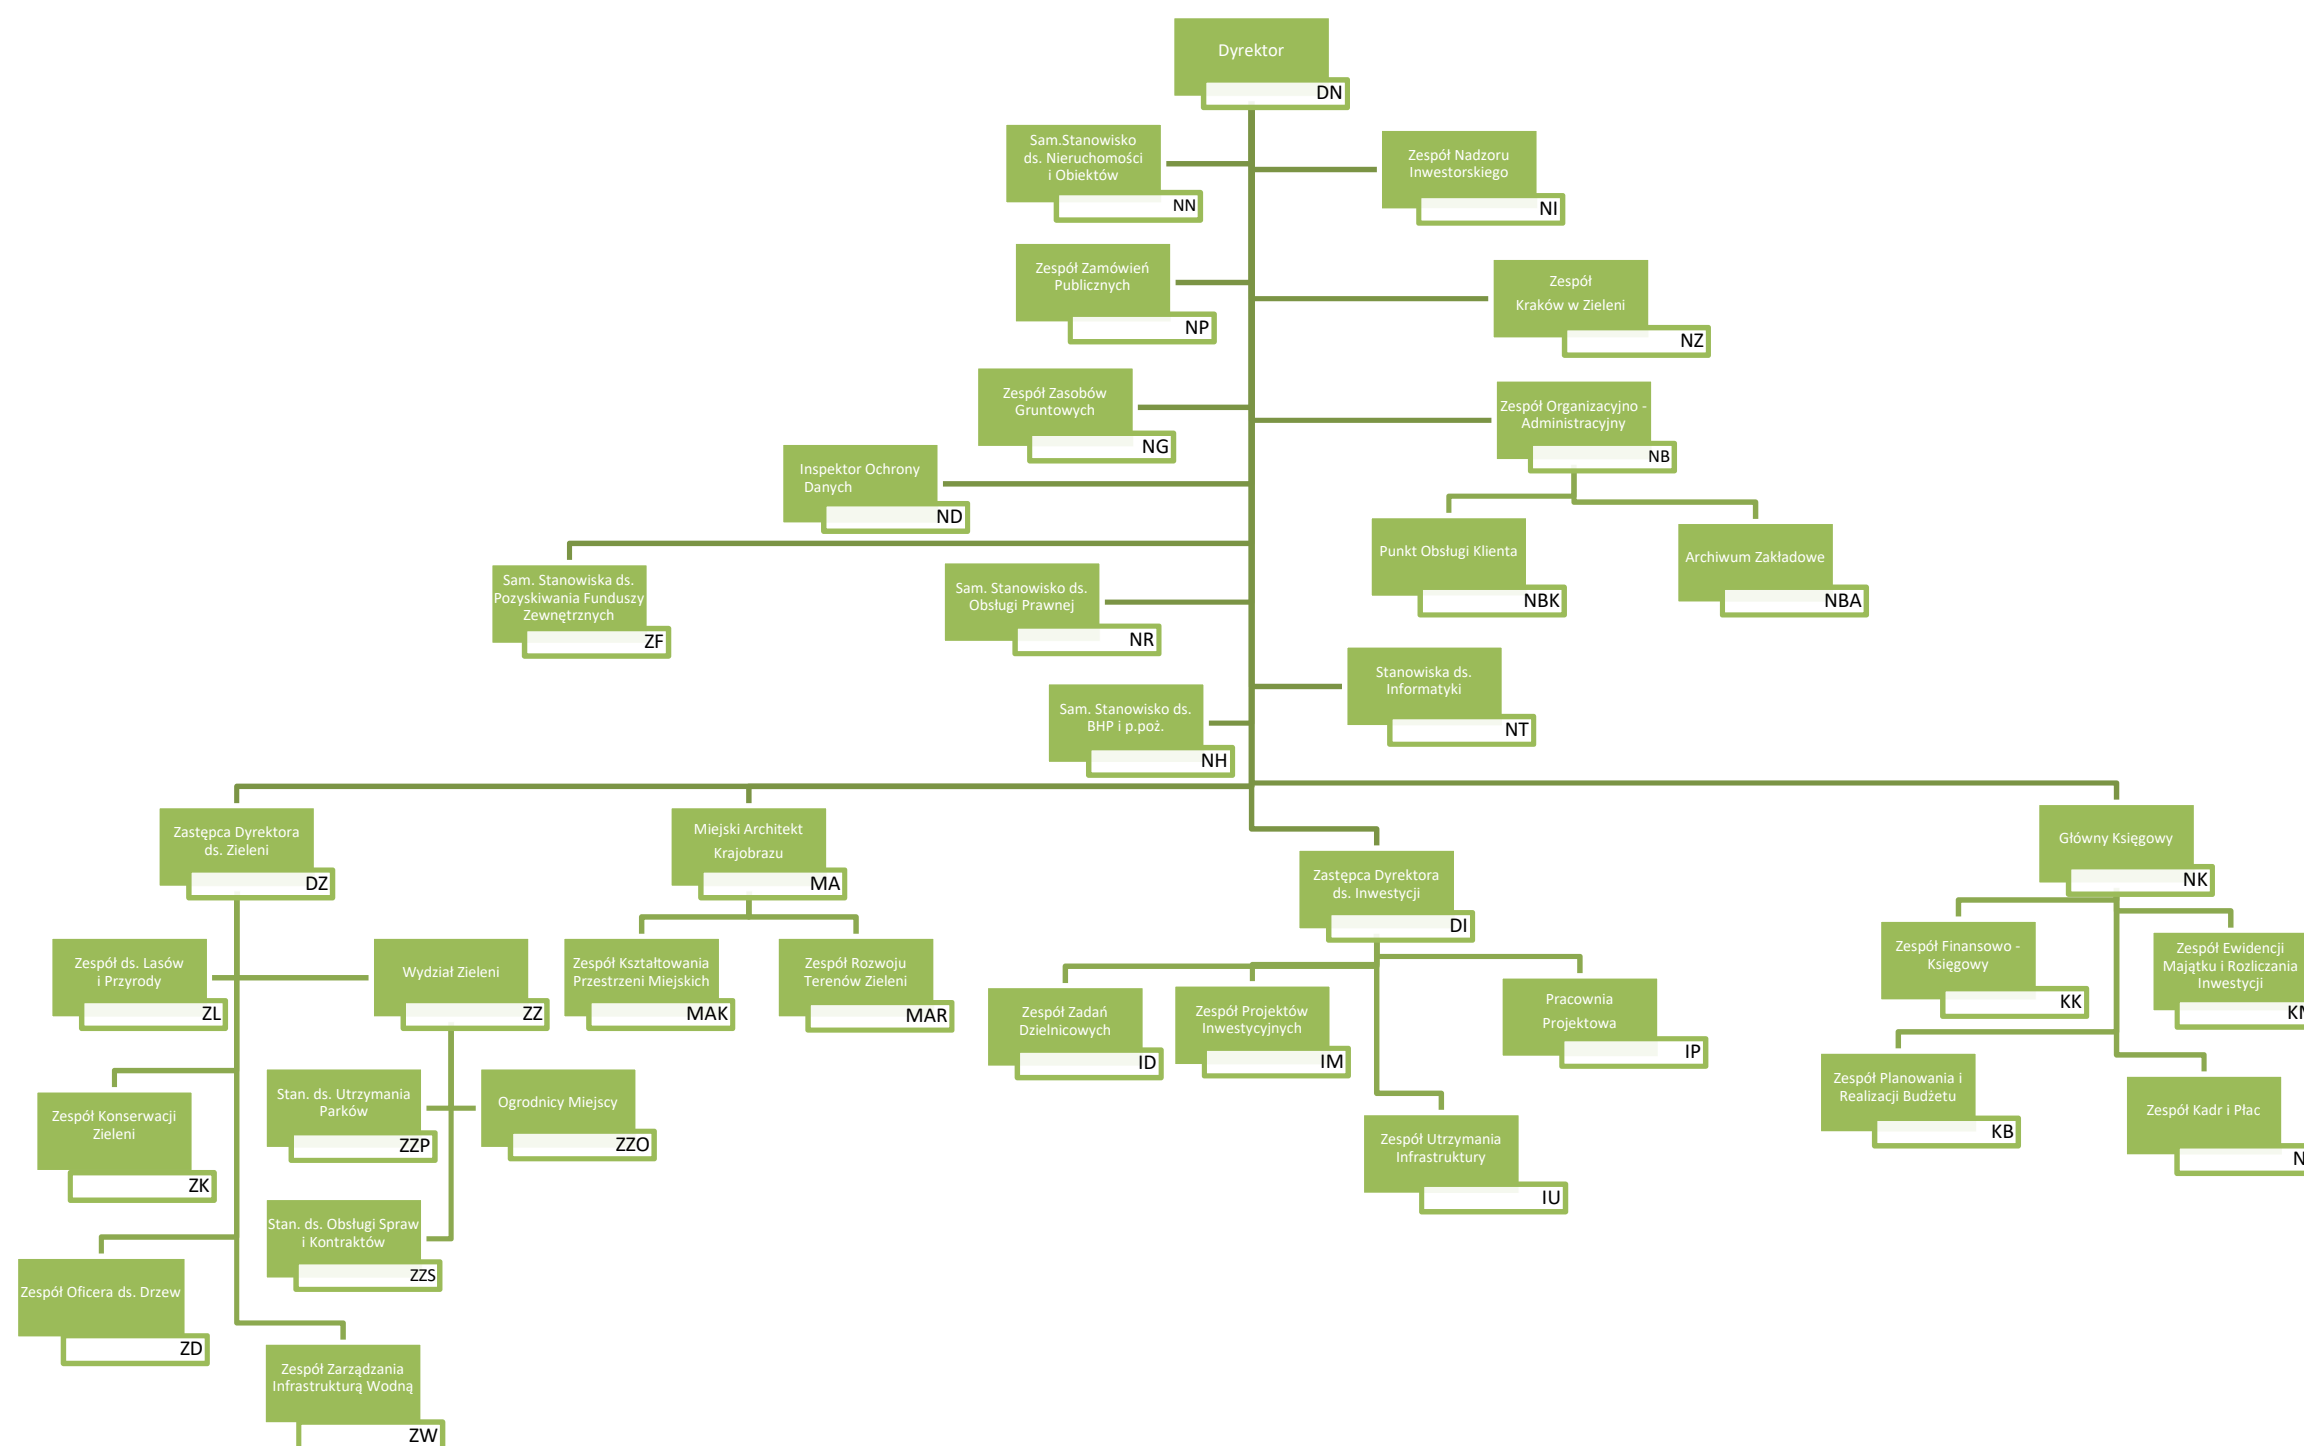 Dyrektor
DN
Sam.Stanowisko
ds. Nieruchomości
i Obiektów
NN
Zespół Nadzoru
Inwestorskiego
NI
Zespół Zamówień
Publicznych
NP
Zespół
Kraków w Zieleni
NZ
Zespół Zasobów
Gruntowych
NG
Zespół Organizacyjno -
Administracyjny
NB
Inspektor Ochrony
Danych
ND
Punkt Obsługi Klienta
NBK
Archiwum Zakładowe
NBA
Sam. Stanowiska ds.
Pozyskiwania Funduszy
Zewnętrznych
ZF
Sam. Stanowisko ds.
Obsługi Prawnej
NR
Stanowiska ds.
Informatyki
NT
Sam. Stanowisko ds.
BHP i p.poż.
NH
Zastępca Dyrektora
ds. Zieleni
DZ
Miejski Architekt
Krajobrazu
MA
Zastępca Dyrektora
ds. Inwestycji
DI
Główny Księgowy
NK
Zespół ds. Lasów
i Przyrody
ZL
Wydział Zieleni
ZZ
Zespół Kształtowania
Przestrzeni Miejskich
MAK
Zespół Rozwoju
Terenów Zieleni
MAR
Zespół Zadań
Dzielnicowych
ID
Zespół Projektów
Inwestycyjnych
IM
Pracownia
Projektowa
IP
Zespół Finansowo -
Księgowy
KK
Zespół Ewidencji
Majątku i Rozliczania
Inwestycji
Zespół Konserwacji
Zieleni
ZK
Stan. ds. Utrzymania
Parków
ZZP
Ogrodnicy Miejscy
ZZO
Zespół Utrzymania
Infrastruktury
IU
Zespół Planowania i
Realizacji Budżetu
KB
Zespół Kadr i Płac
Stan. ds. Obsługi Spraw
i Kontraktów
ZZS
Zespół Oficera ds. Drzew
ZD
Zespół Zarządzania
Infrastrukturą Wodną
ZW